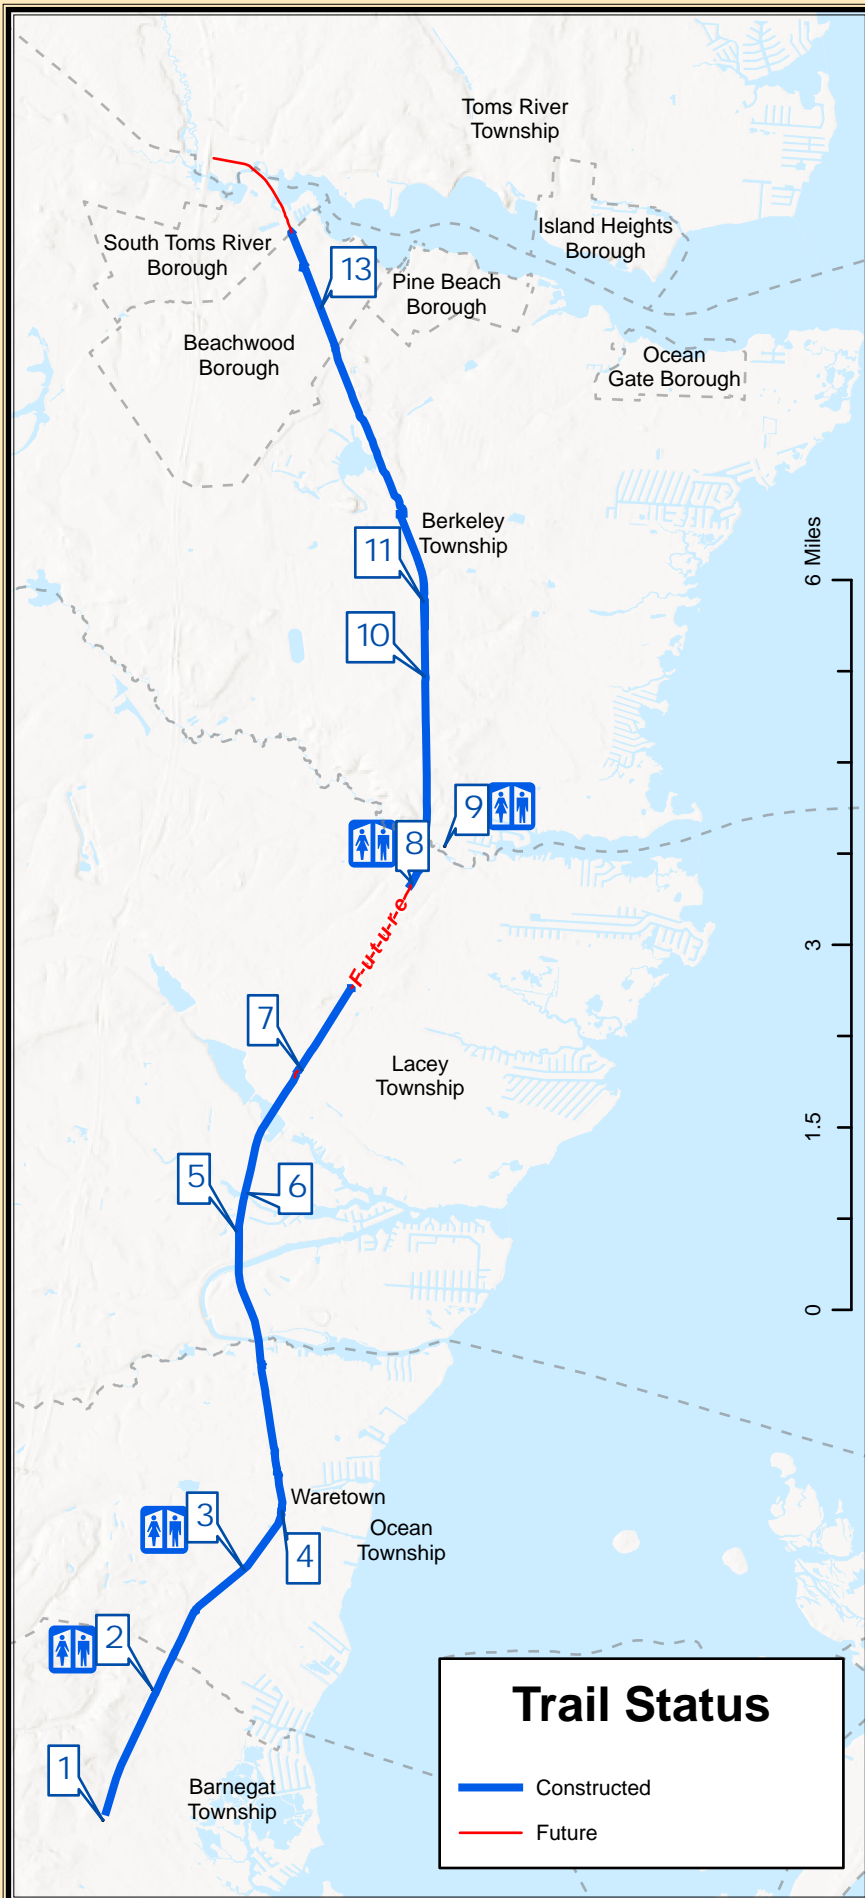 Toms River
Township
Island Heights
Borough
South Toms River
Borough
13
Pine Beach
Borough
Beachwood
Borough
Ocean
Gate Borough
Berkeley
Township
11
6 Miles
10
9
8
F-u-t-u-r-e
3
7
Lacey
Township
1.5
5
6
0
Waretown
3
Ocean
Township
4
2
Trail Status
1
Barnegat
Township
Constructed
Future